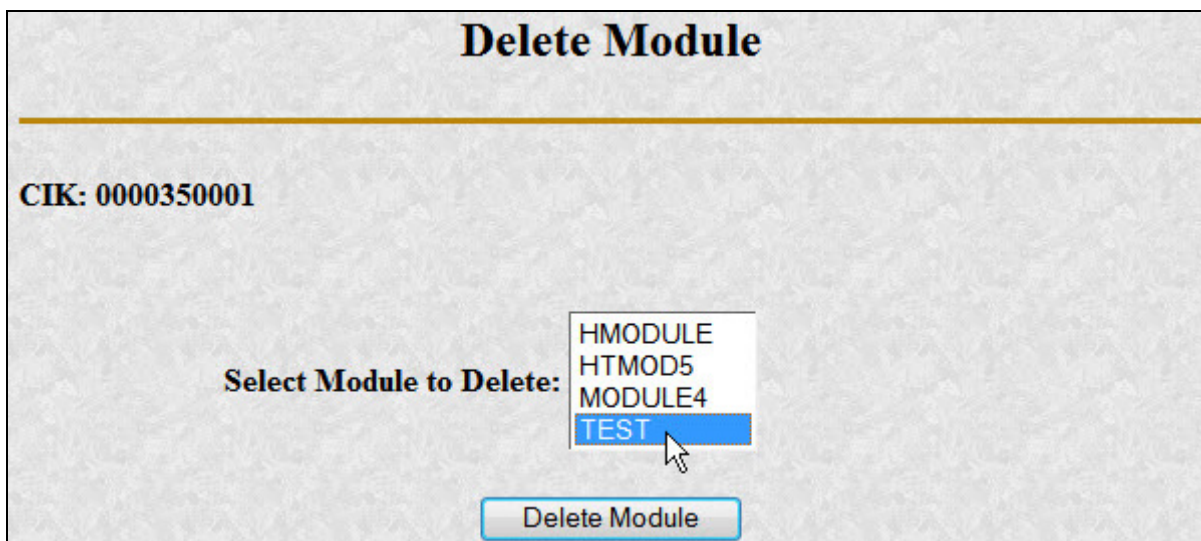 Delete Module
CIK: 0000350001
Select Module to Delete:
HMODULE
HTMOD5
MODULE4
TEST
Delete Module